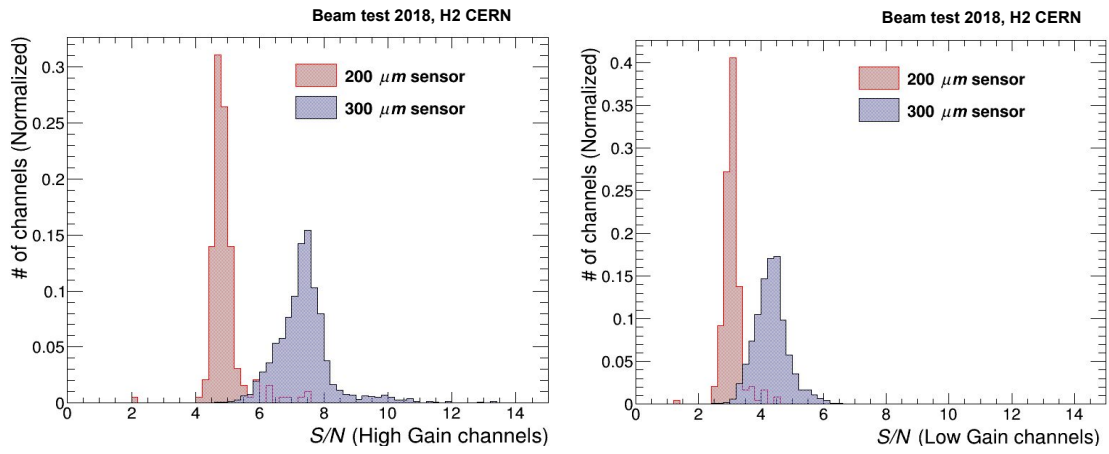 Beam test 2018, H2 CERN
# of channels (Normalized)
0.3
0.25
0.2
0.15
0.1
0.05
0
200 μm sensor
300 μm sensor
0 2 4 6 8 10 12 14
S/N (High Gain channels)
Beam test 2018, H2 CERN
# of channels (Normalized)
0.4
0.35
0.3
0.25
0.2
0.15
0.1
0.05
0
200 μm sensor
300 μm sensor
0 2 4 6 8 10 12 14
S/N (Low Gain channels)